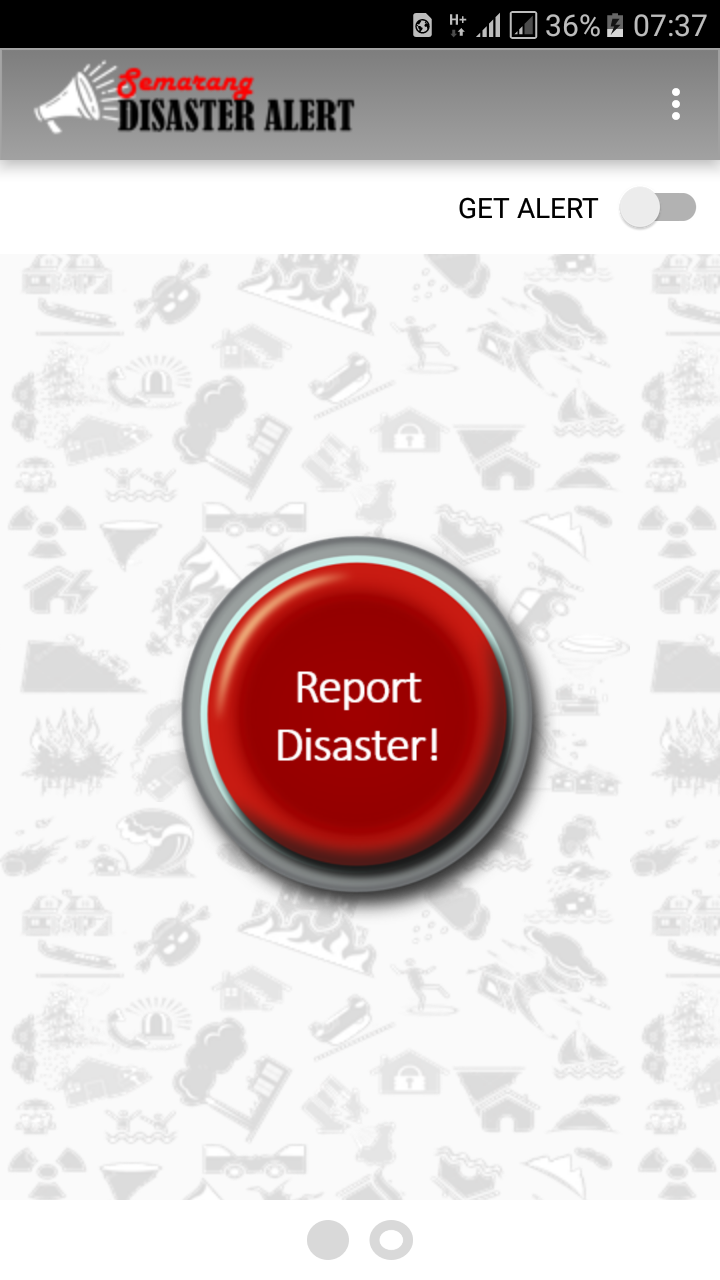 H+
36%
07:37
Semarang
DISASTER ALERT
GET ALERT
Report
Disaster!